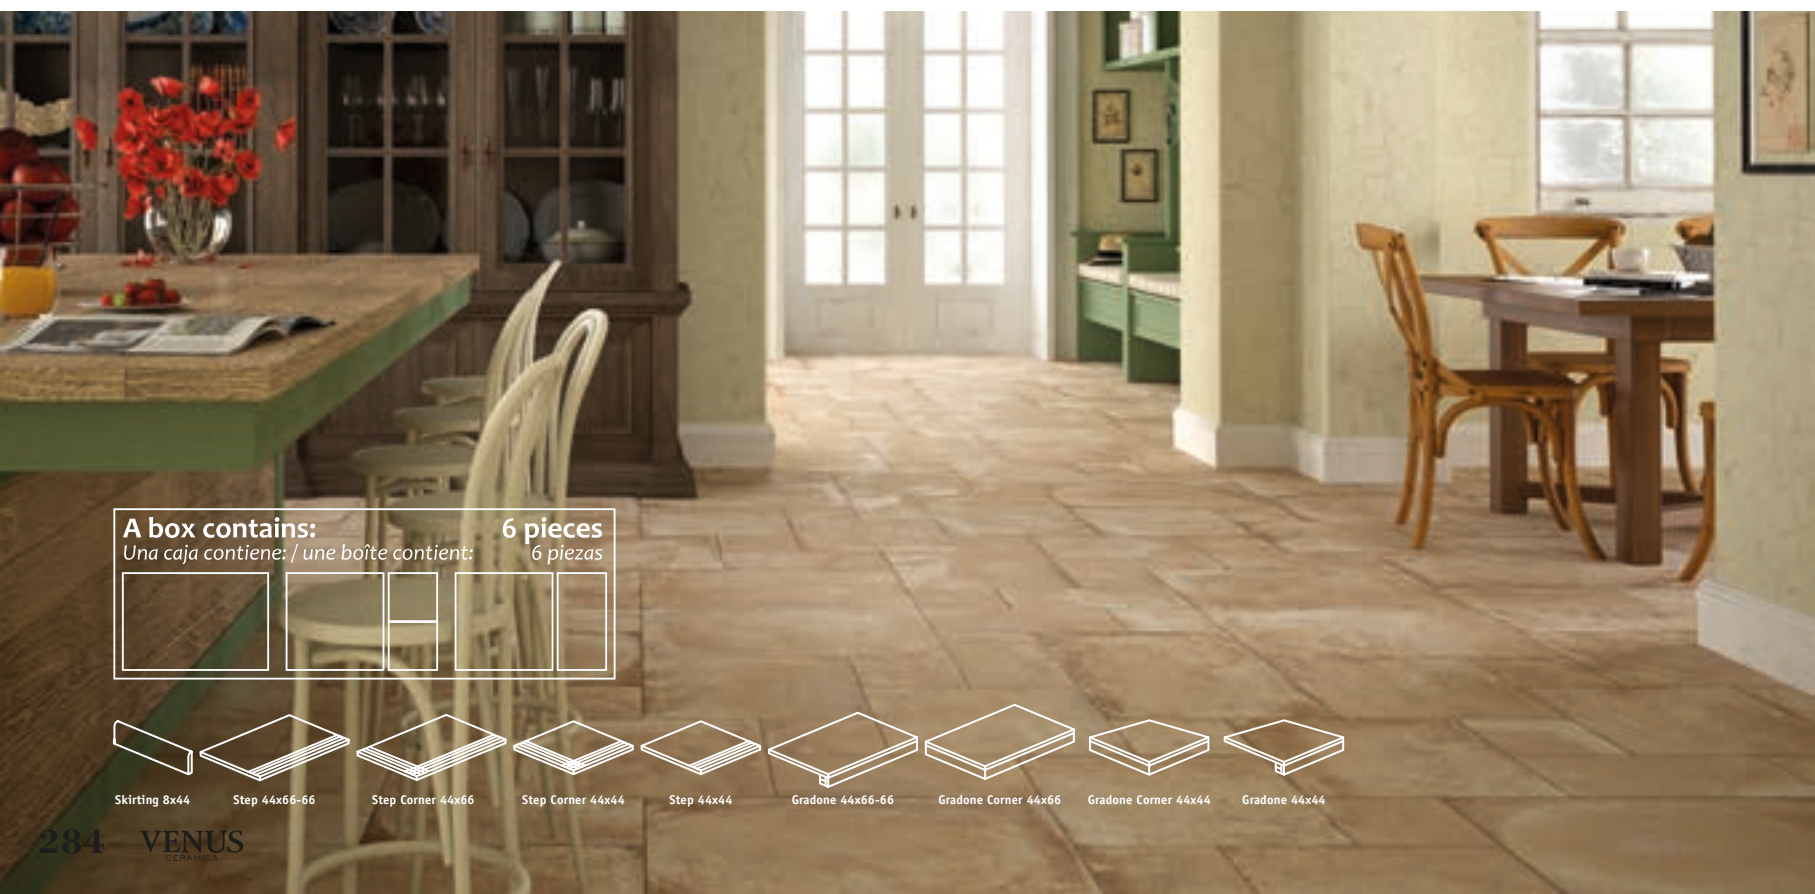 A box contains: 6 pieces
Una caja contiene: / une boîte contient: 6 piezas
Skirting 8x44 Step 44x66-66 Step Corner 44x66 Step Corner 44x44 Step 44x44 Gradone 44x66-66 Gradone Corner 44x66 Gradone Corner 44x44 Gradone 44x44
284 VENUS
CERAMICA